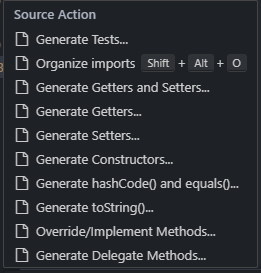 Source Action
Generate Tests...
Organize imports Shift + Alt + O
Generate Getters and Setters...
Generate Getters...
Generate Setters...
Generate Constructors...
Generate hashCode() and equals()...
Generate toString()...
Override/Implement Methods...
Generate Delegate Methods...